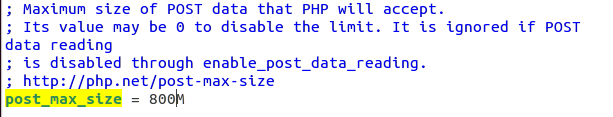 ; Maximum size of POST data that PHP will accept.
; Its value may be 0 to disable the limit. It is ignored if POST
data reading
; is disabled through enable_post_data_reading.
; http://php.net/post-max-size
post_max_size = 800M